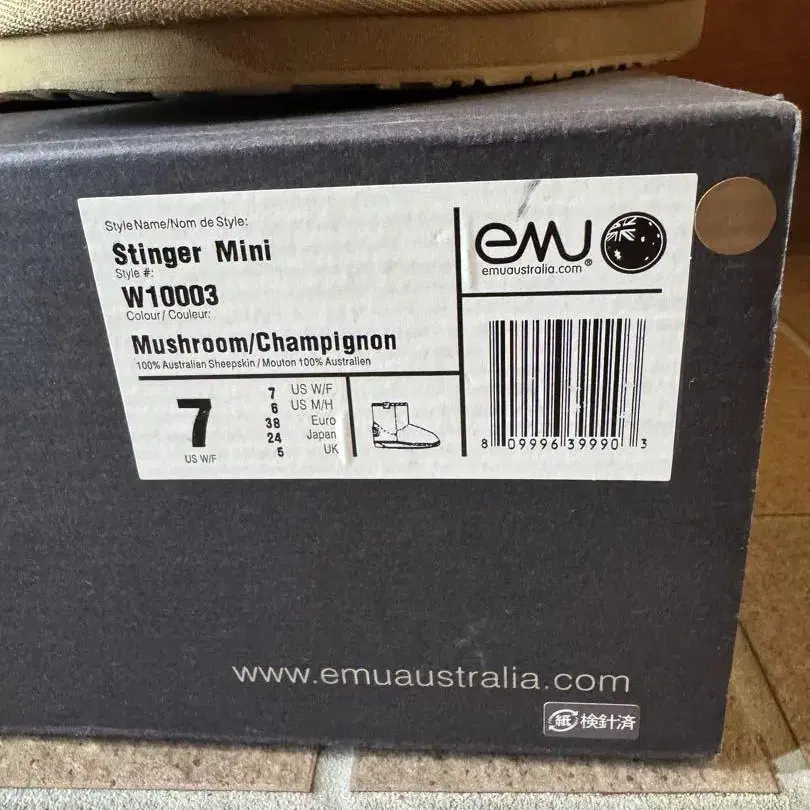 Style Name/Nom de Style:
Stinger Mini
Style #:
W10003
Colour/Couleur:
Mushroom/Champignon
100% Australian Sheepskin/Mouton 100% Australien
7
US W/F
7 US W/F
6 US M/H
38 Euro
24 Japan
5 UK
emu
emuaustralia.com®
8 09996 39990 3
www.emuaustralia.com
紙 検針済